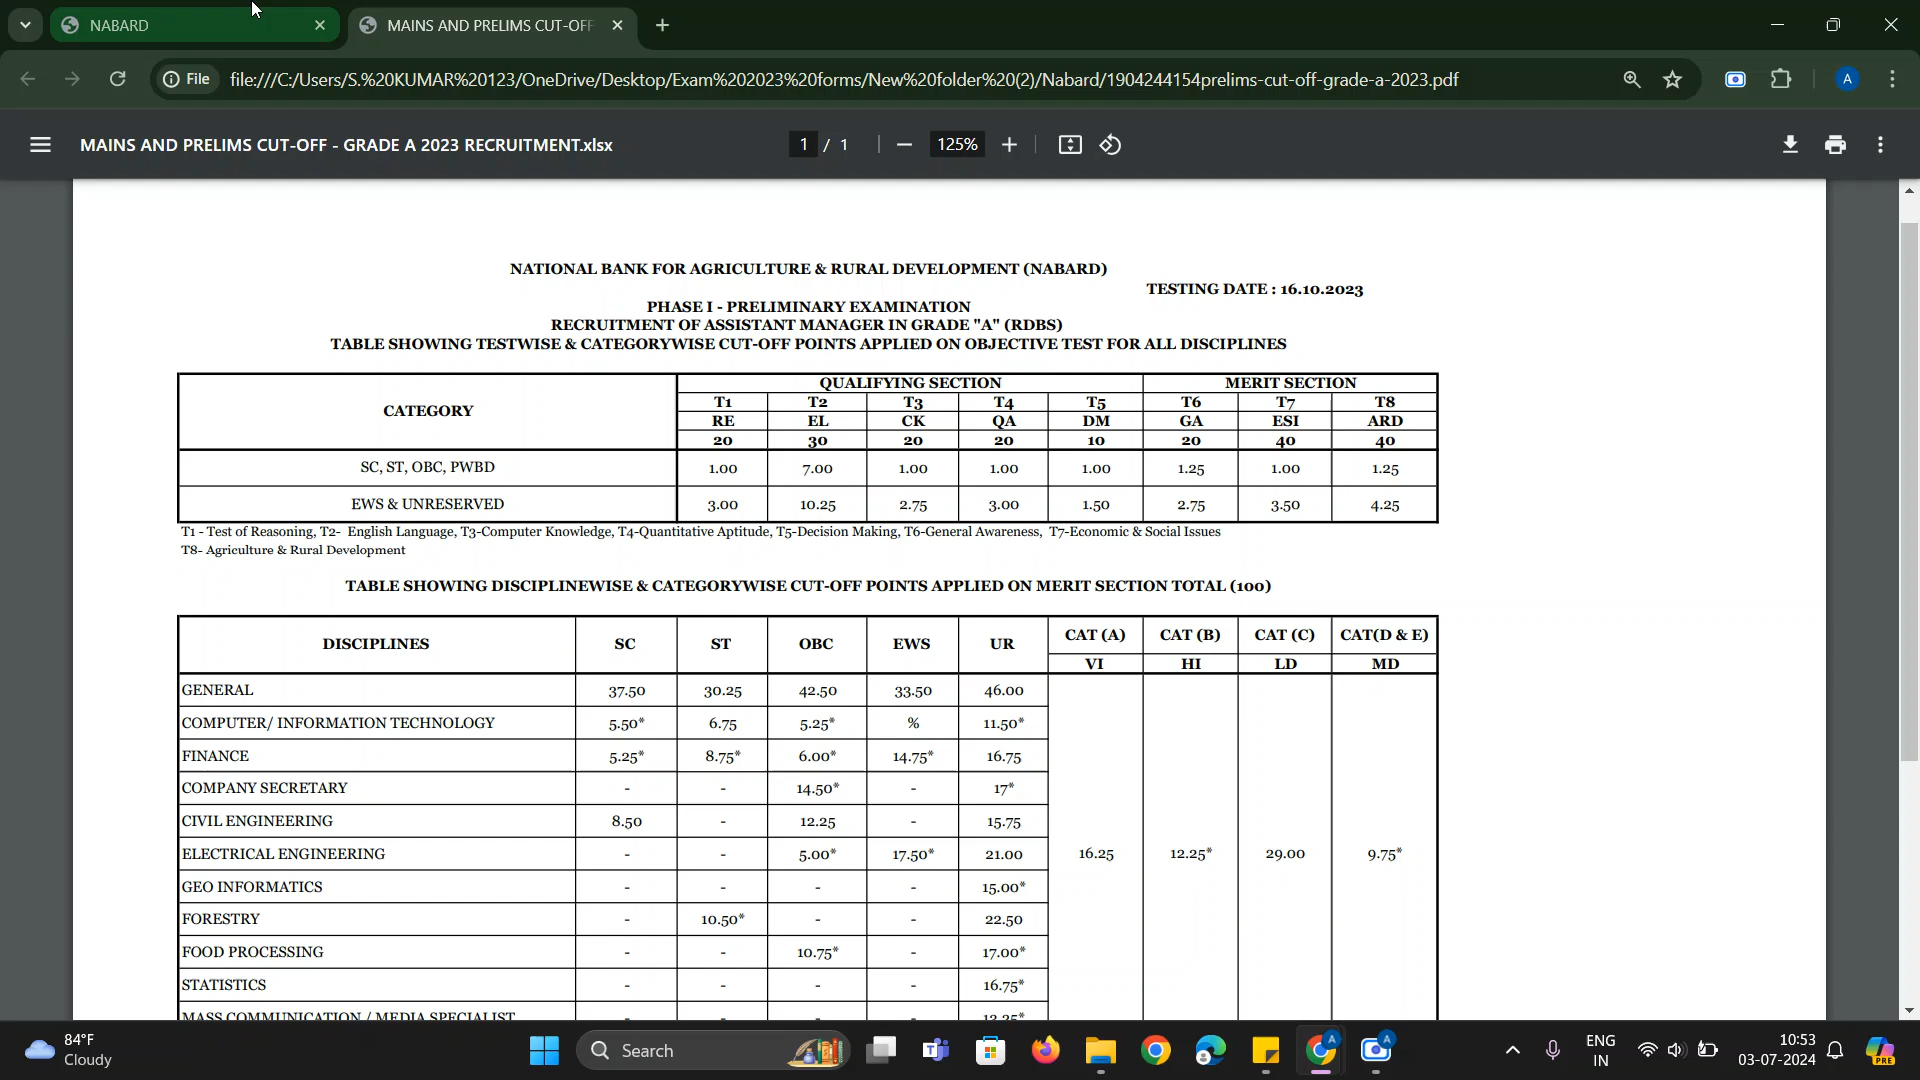 NABARD
MAINS AND PRELIMS CUT-OFF
File file:///C:/Users/S.%20KUMAR%20123/OneDrive/Desktop/Exam%202023%20forms/New%20folder%20(2)/Nabard/1904244154prelims-cut-off-grade-a-2023.pdf A
MAINS AND PRELIMS CUT-OFF - GRADE A 2023 RECRUITMENT.xlsx 1 / 1 125%
NATIONAL BANK FOR AGRICULTURE & RURAL DEVELOPMENT (NABARD)
TESTING DATE : 16.10.2023
PHASE I - PRELIMINARY EXAMINATION
RECRUITMENT OF ASSISTANT MANAGER IN GRADE "A" (RDBS)
TABLE SHOWING TESTWISE & CATEGORYWISE CUT-OFF POINTS APPLIED ON OBJECTIVE TEST FOR ALL DISCIPLINES
CATEGORY QUALIFYING SECTION MERIT SECTION
T1 T2 T3 T4 T5 T6 T7 T8
RE EL CK QA DM GA ESI ARD
20 30 20 20 10 20 40 40
SC, ST, OBC, PWBD 1.00 7.00 1.00 1.00 1.00 1.25 1.00 1.25
EWS & UNRESERVED 3.00 10.25 2.75 3.00 1.50 2.75 3.50 4.25
T1 - Test of Reasoning, T2- English Language, T3-Computer Knowledge, T4-Quantitative Aptitude, T5-Decision Making, T6-General Awareness, T7-Economic & Social Issues
T8- Agriculture & Rural Development
TABLE SHOWING DISCIPLINEWISE & CATEGORYWISE CUT-OFF POINTS APPLIED ON MERIT SECTION TOTAL (100)
DISCIPLINES SC ST OBC EWS UR CAT (A) CAT (B) CAT (C) CAT(D & E)
VI HI LD MD
GENERAL 37.50 30.25 42.50 33.50 46.00
COMPUTER/ INFORMATION TECHNOLOGY 5.50* 6.75 5.25* % 11.50*
FINANCE 5.25* 8.75* 6.00* 14.75* 16.75
COMPANY SECRETARY - - 14.50* - 17*
CIVIL ENGINEERING 8.50 - 12.25 - 15.75
ELECTRICAL ENGINEERING - - 5.00* 17.50* 21.00 16.25 12.25* 29.00 9.75*
GEO INFORMATICS - - - - 15.00*
FORESTRY - 10.50* - - 22.50
FOOD PROCESSING - - 10.75* - 17.00*
STATISTICS - - - - 16.75*
MASS COMMUNICATION / MEDIA SPECIALIST - - - - 13.25*
84°F
Cloudy
Search
A
A
ENG
IN
10:53
03-07-2024
PRE